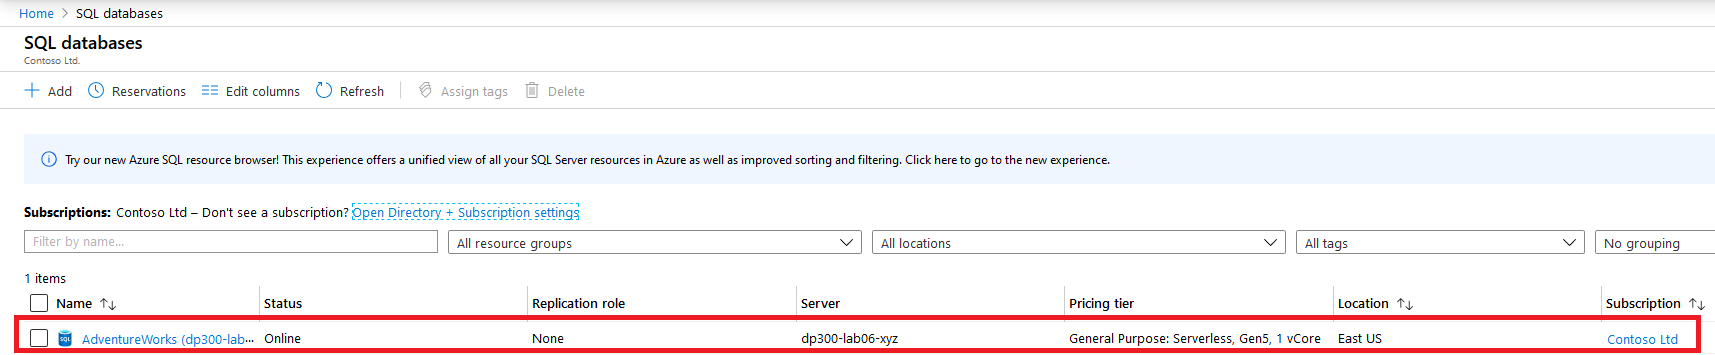 Home > SQL databases
SQL databases
Contoso Ltd.
Add Reservations Edit columns Refresh Assign tags Delete
Try our new Azure SQL resource browser! This experience offers a unified view of all your SQL Server resources in Azure as well as improved sorting and filtering. Click here to go to the new experience.
Subscriptions: Contoso Ltd – Don't see a subscription? Open Directory + Subscription settings
Filter by name... All resource groups All locations All tags No grouping
1 items
Name ↑↓ Status Replication role Server Pricing tier Location ↑↓ Subscription ↑↓
SQL AdventureWorks (dp300-lab... Online None dp300-lab06-xyz General Purpose: Serverless, Gen5, 1 vCore East US Contoso Ltd